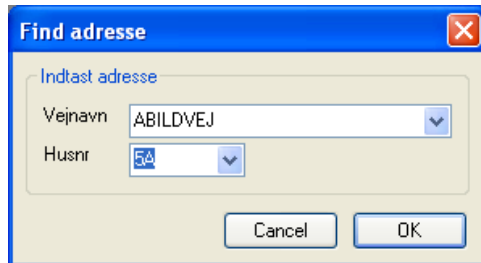 Find adresse
Indtast adresse
Vejnavn ABILDVEJ
Husnr 5A
Cancel OK